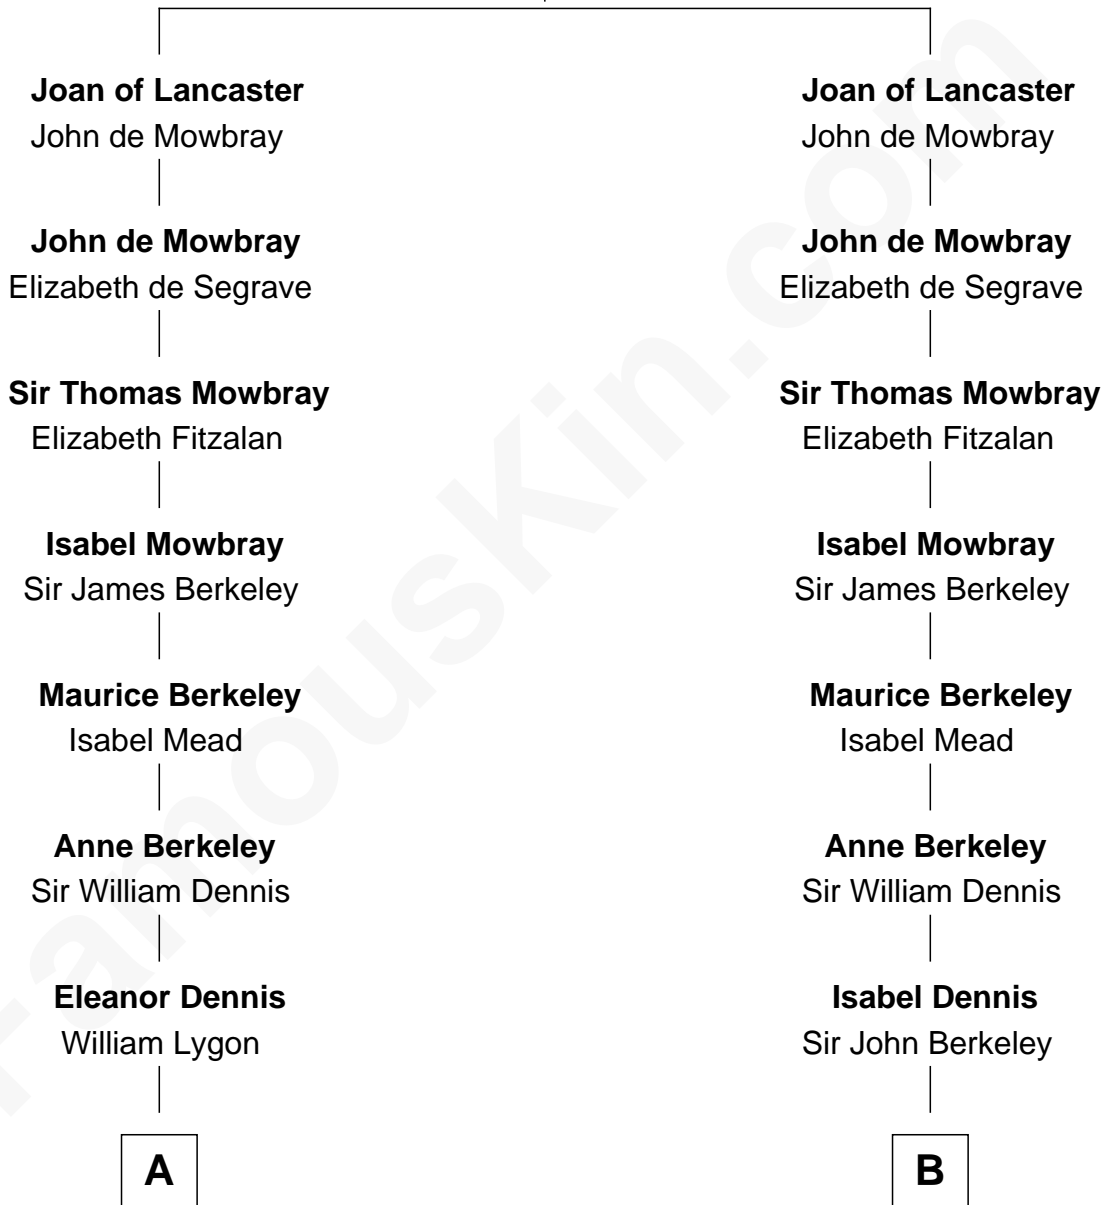 Joan of Lancaster
John de Mowbray
John de Mowbray
Elizabeth de Segrave
Sir Thomas Mowbray
Elizabeth Fitzalan
Isabel Mowbray
Sir James Berkeley
Maurice Berkeley
Isabel Mead
Anne Berkeley
Sir William Dennis
Eleanor Dennis
William Lygon
A
Joan of Lancaster
John de Mowbray
John de Mowbray
Elizabeth de Segrave
Sir Thomas Mowbray
Elizabeth Fitzalan
Isabel Mowbray
Sir James Berkeley
Maurice Berkeley
Isabel Mead
Anne Berkeley
Sir William Dennis
Isabel Dennis
Sir John Berkeley
B
FamousKin.com